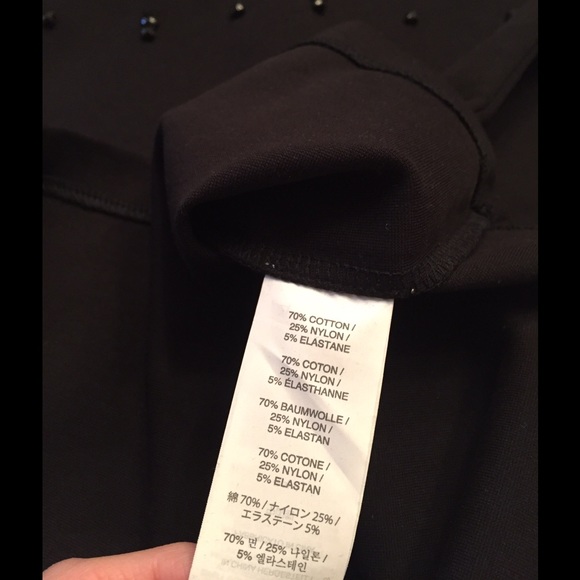 70% COTTON /
25% NYLON /
5% ELASTANE
70% COTON /
25% NYLON /
5% ÉLASTHANNE
70% BAUMWOLLE /
25% NYLON /
5% ELASTAN
70% COTONE /
25% NYLON /
5% ELASTAN
綿 70% / ナイロン 25% /
エラステーン 5%
70% 면 / 25% 나일론 /
5% 엘라스테인